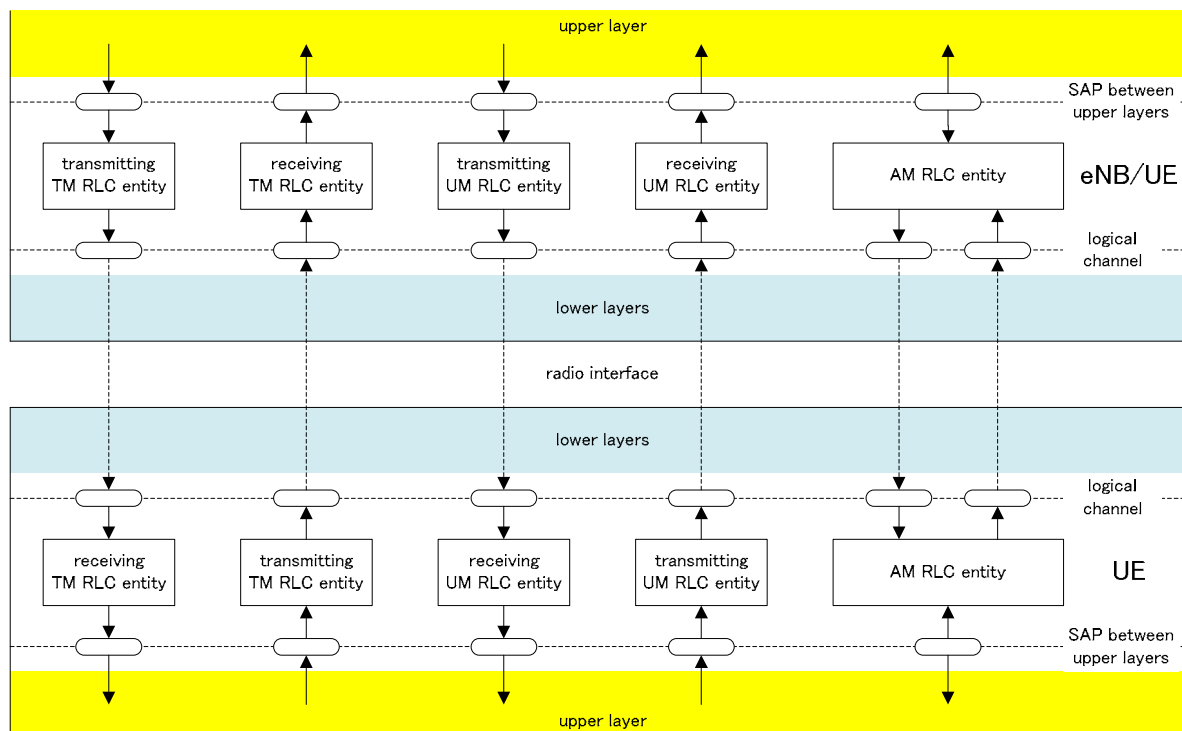 upper layer
SAP between
upper layers
transmitting
TM RLC entity
receiving
TM RLC entity
transmitting
UM RLC entity
receiving
UM RLC entity
AM RLC entity
eNB/UE
logical
channel
lower layers
radio interface
lower layers
logical
channel
receiving
TM RLC entity
transmitting
TM RLC entity
receiving
UM RLC entity
transmitting
UM RLC entity
AM RLC entity
UE
SAP between
upper layers
upper layer